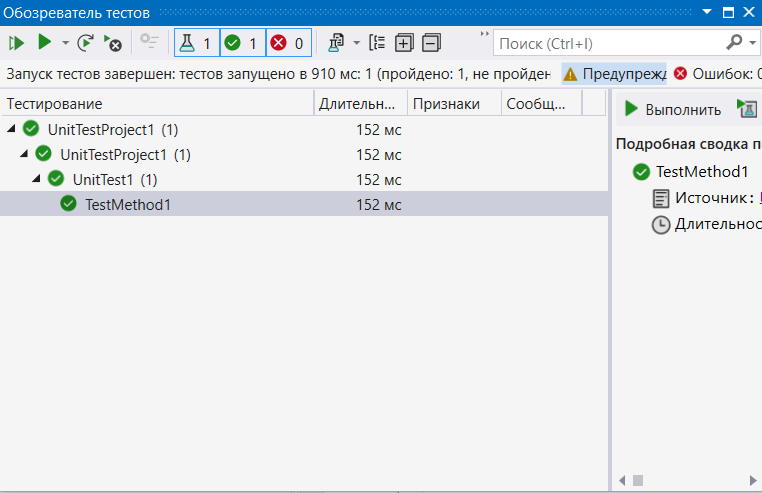 Обозреватель тестов
1 1 0 Поиск (Ctrl+I)
Запуск тестов завершен: тестов запущено в 910 мс: 1 (пройдено: 1, не пройден Предупрежд Ошибок: 0
Тестирование Длительн... Признаки Сообщ...
UnitTestProject1 (1) 152 мс
UnitTestProject1 (1) 152 мс
UnitTest1 (1) 152 мс
TestMethod1 152 мс
Выполнить
Подробная сводка п
TestMethod1
Источник:
Длительнос